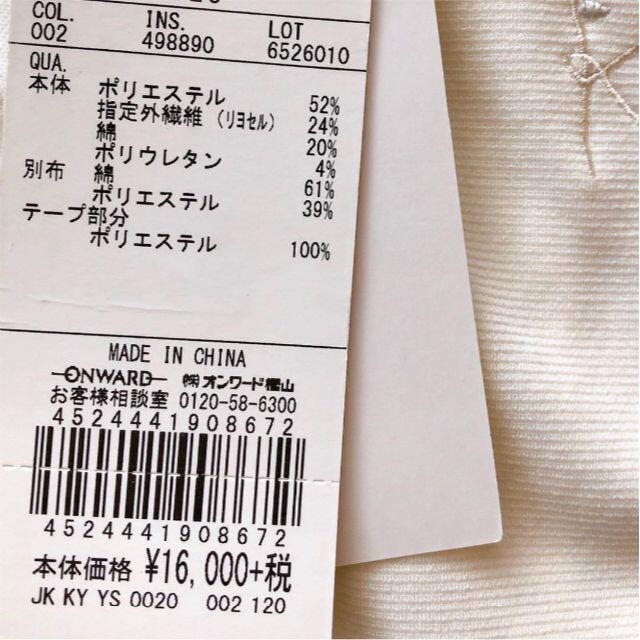 COL. INS. LOT
002 498890 6526010
QUA.
本体 ポリエステル 52%
指定外繊維 (リヨセル) 24%
綿 20%
ポリウレタン 4%
別布 綿 61%
ポリエステル 39%
テープ部分
ポリエステル 100%
MADE IN CHINA
ONWARD ㈱オンワード樫山
お客様相談室 0120-58-6300
4524441908672
4524441908672
本体価格 ¥16,000+税
JK KY YS 0020 002 120